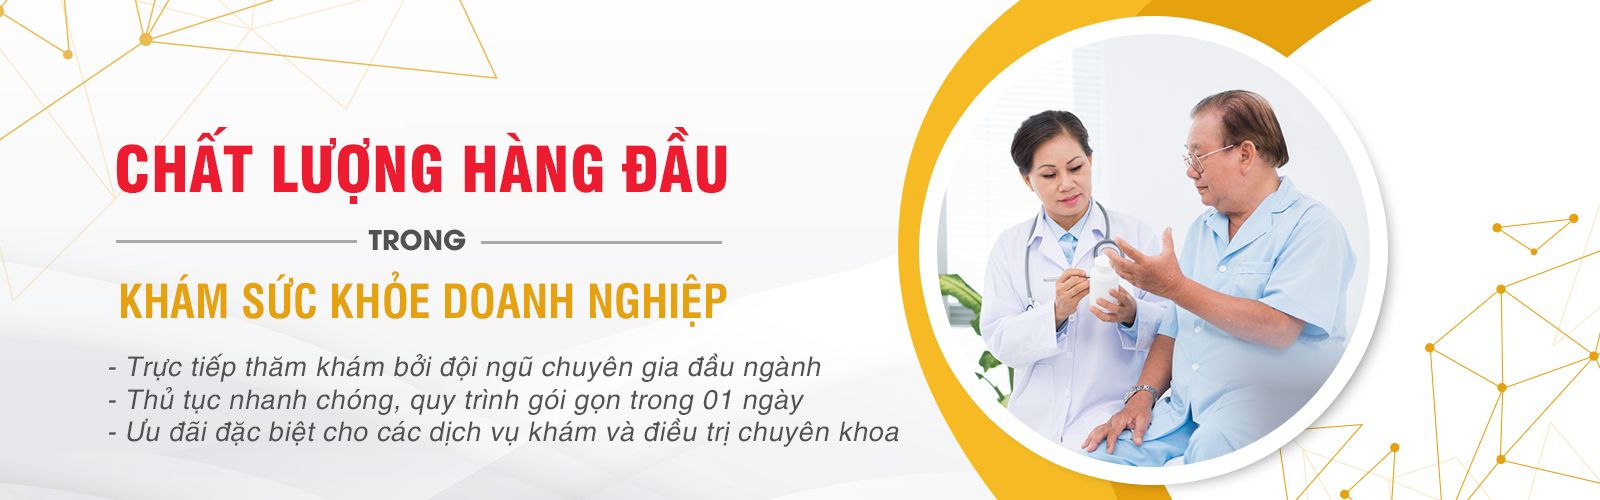 CHẤT LƯỢNG HÀNG ĐẦU
TRONG
KHÁM SỨC KHỎE DOANH NGHIỆP
- Trực tiếp thăm khám bởi đội ngũ chuyên gia đầu ngành
- Thủ tục nhanh chóng, quy trình gói gọn trong 01 ngày
- Ưu đãi đặc biệt cho các dịch vụ khám và điều trị chuyên khoa